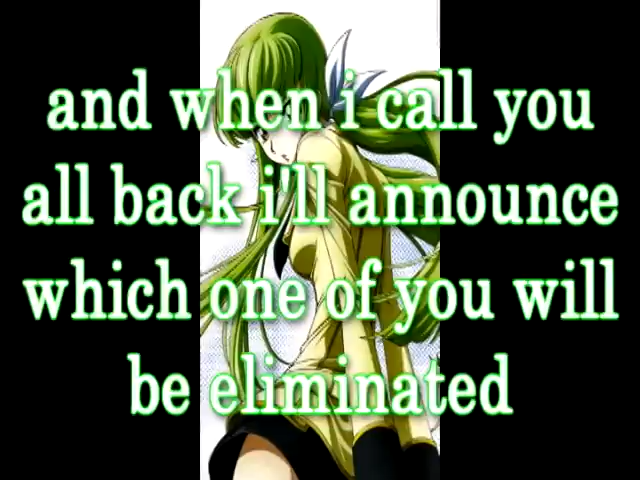 and when i call you
all back i'll announce
which one of you will
be eliminated